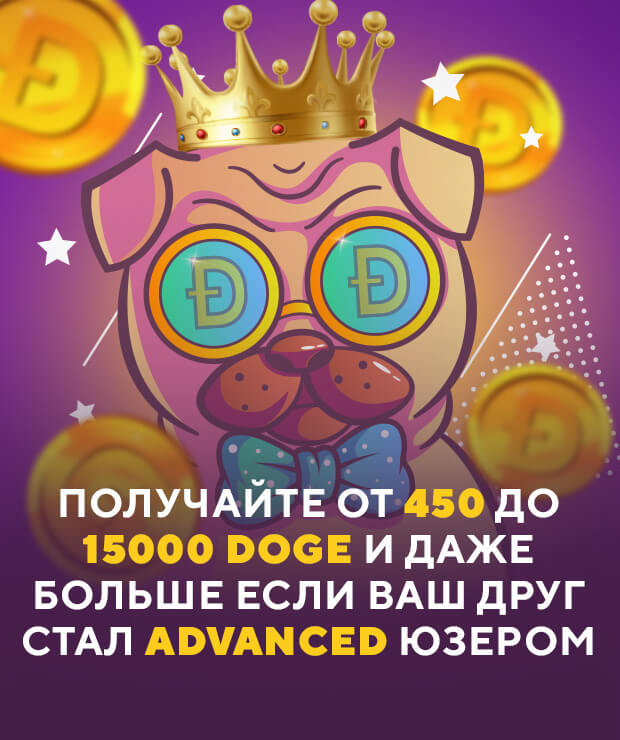 ПОЛУЧАЙТЕ ОТ 450 ДО
15000 DOGE И ДАЖЕ
БОЛЬШЕ ЕСЛИ ВАШ ДРУГ
СТАЛ ADVANCED ЮЗЕРОМ